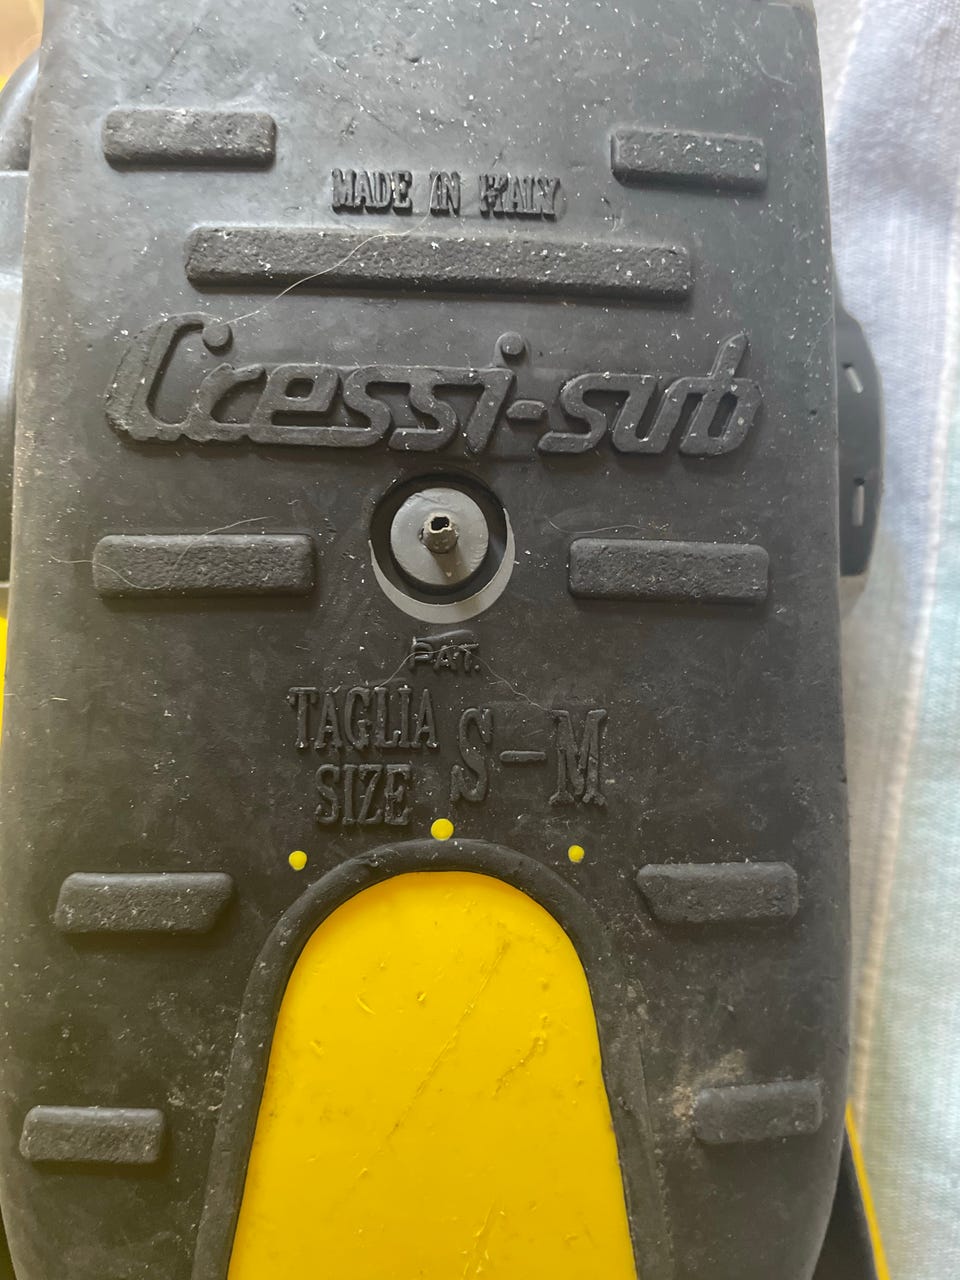 MADE IN ITALY
Cressi-sub
PAT.
TAGLIA
SIZE
S-M